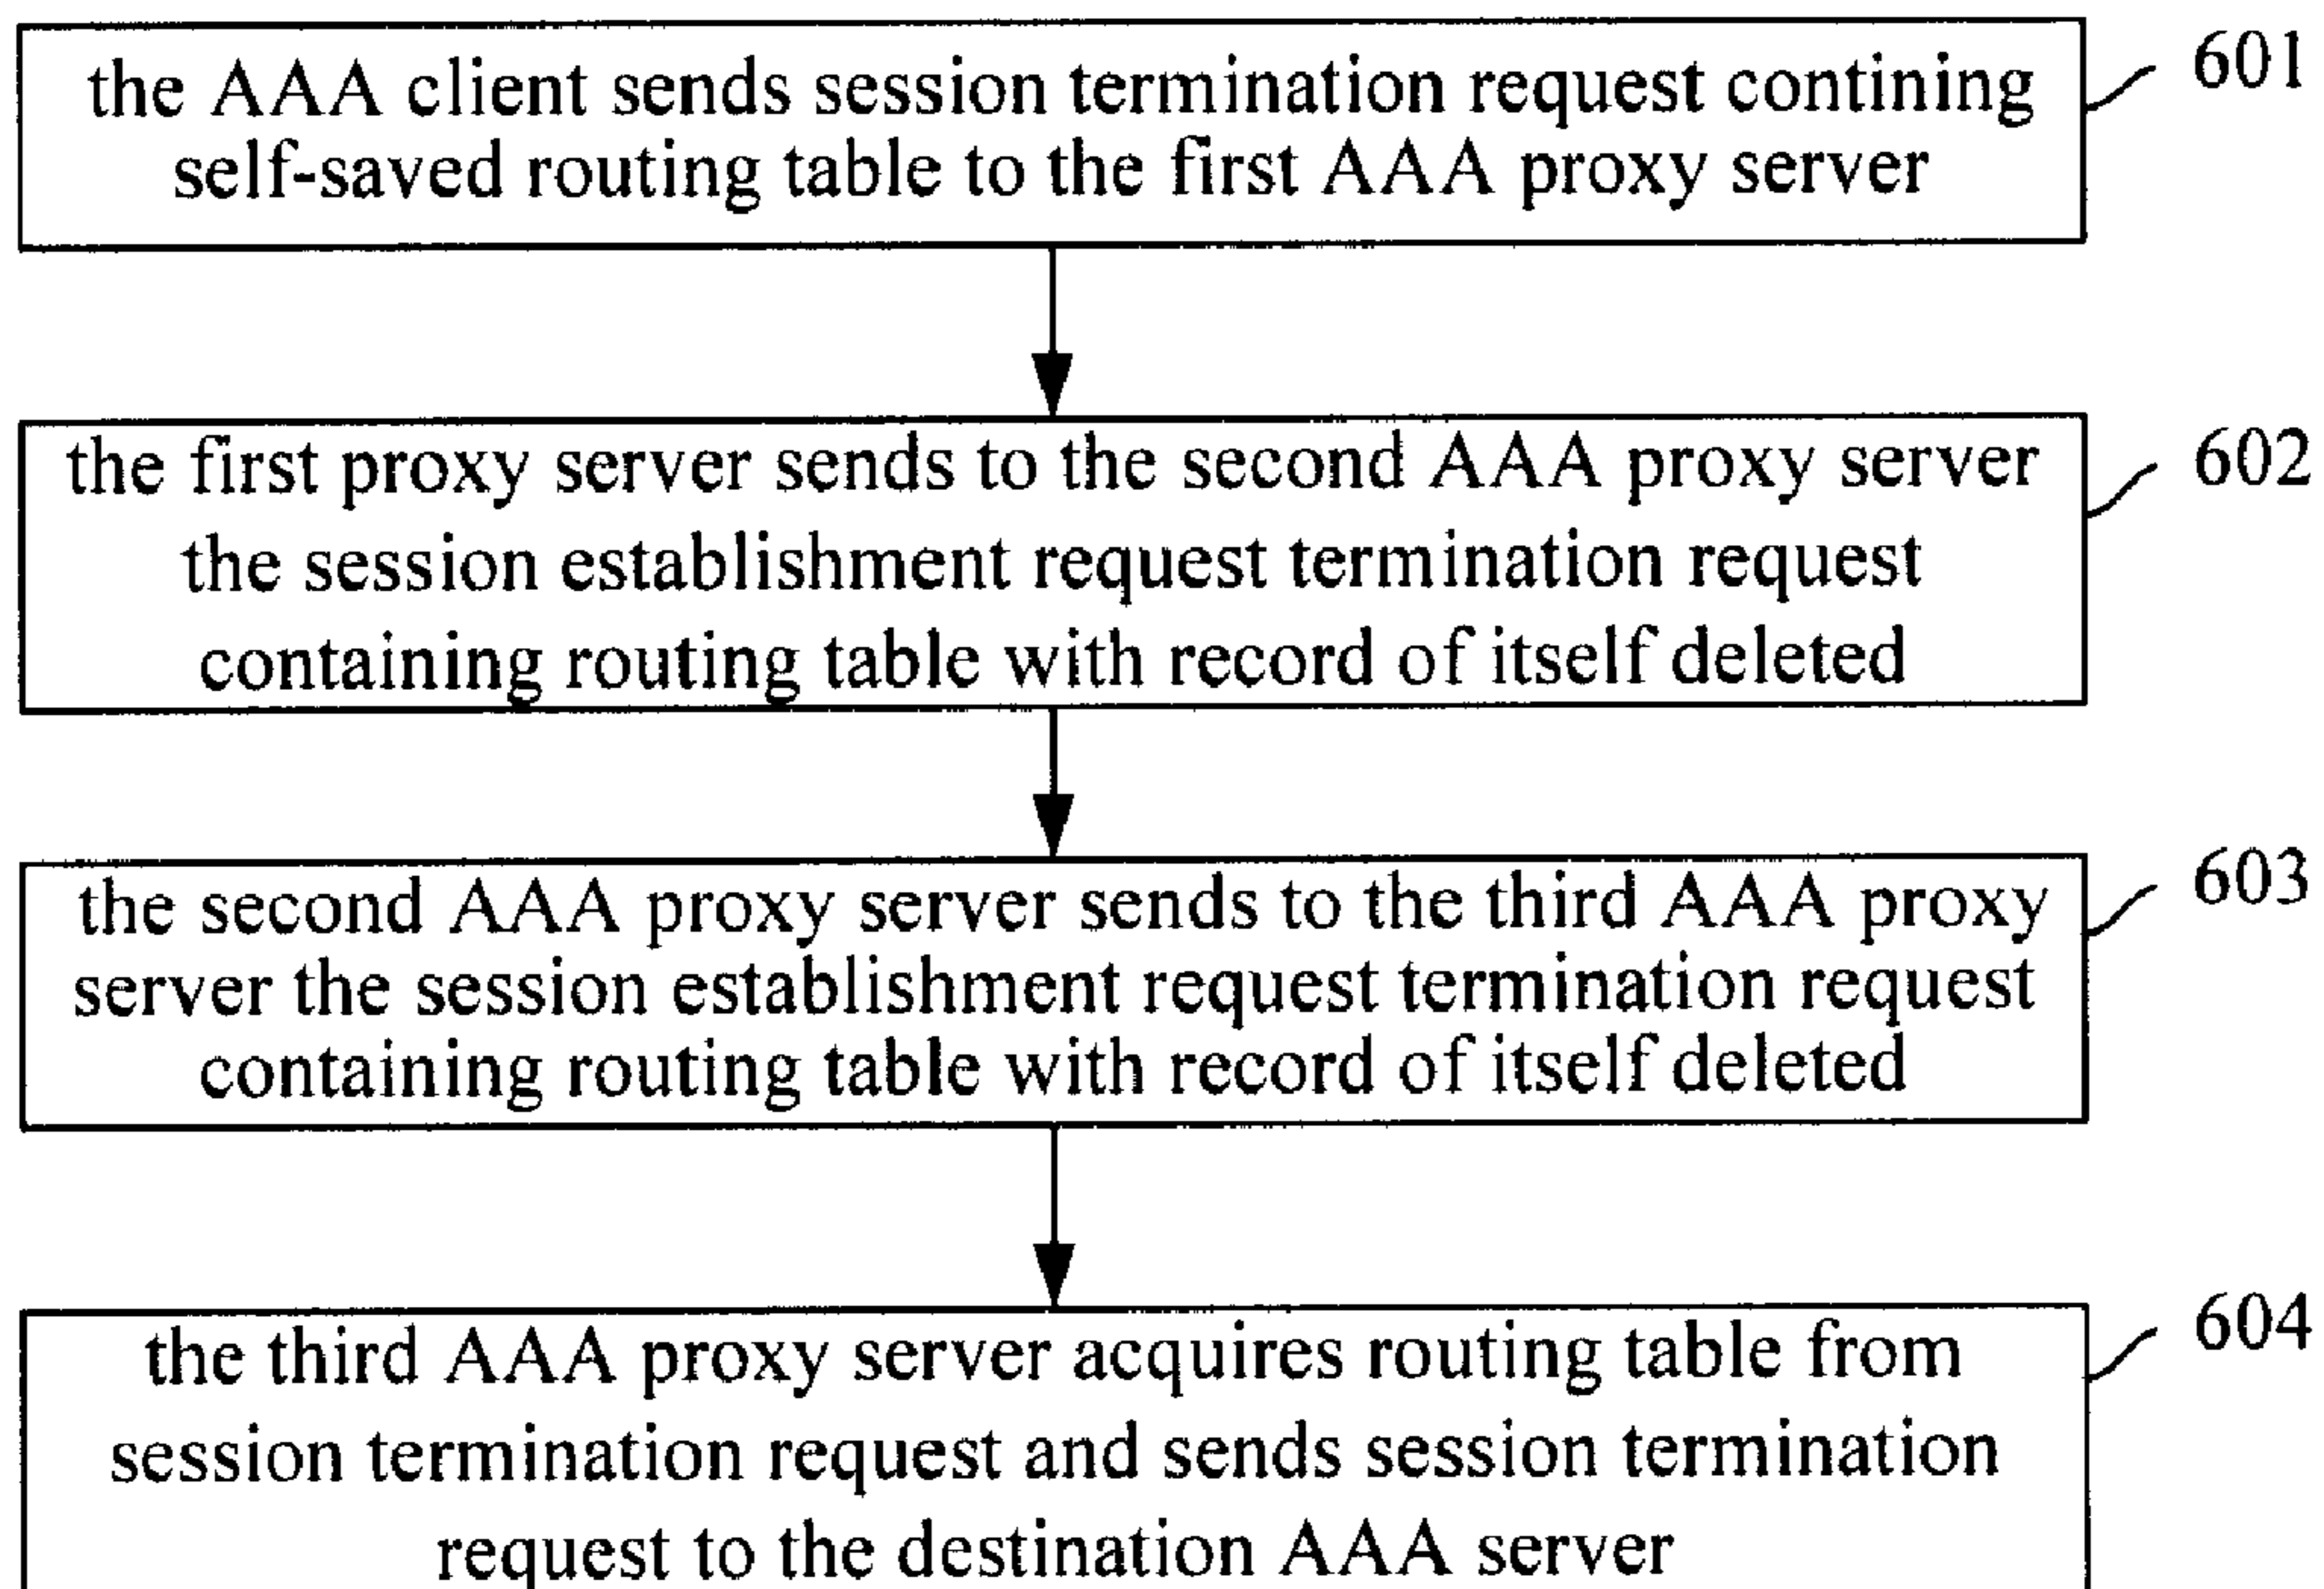 the AAA client sends session termination request contining
self-saved routing table to the first AAA proxy server
601
the first proxy server sends to the second AAA proxy server
the session establishment request termination request
containing routing table with record of itself deleted
602
the second AAA proxy server sends to the third AAA proxy
server the session establishment request termination request
containing routing table with record of itself deleted
603
the third AAA proxy server acquires routing table from
session termination request and sends session termination
request to the destination AAA server
604